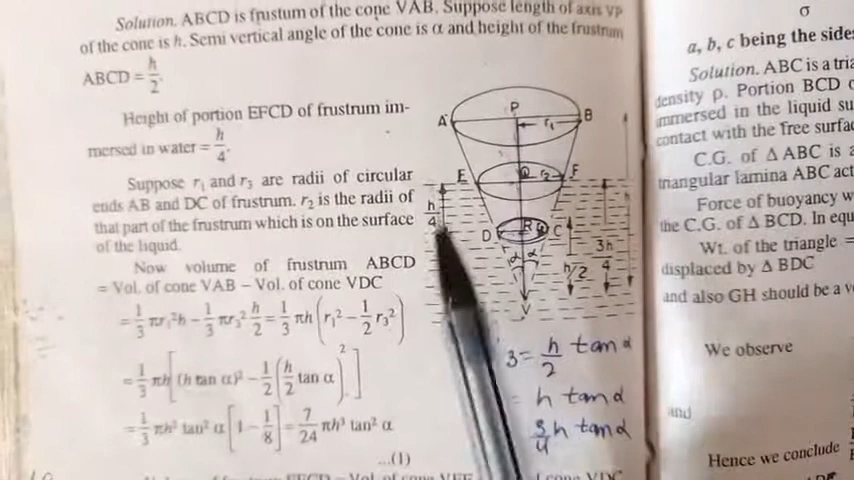 Solution. ABCD is frustum of the cone VAB. Suppose length of axis VP
of the cone is h. Semi vertical angle of the cone is α and height of the frustrum
ABCD = h/2.
Height of portion EFCD of frustrum im-
mersed in water = h/4.
Suppose r₁ and r₃ are radii of circular
ends AB and DC of frustrum. r₂ is the radii of
that part of the frustrum which is on the surface
of the liquid.
Now volume of frustrum ABCD
= Vol. of cone VAB – Vol. of cone VDC
= 1/3 πr₁²h – 1/3 πr₃² h/2 = 1/3 πh (r₁² – 1/2 r₃²)
= 1/3 πh [(h tan α)² – 1/2 (h/2 tan α)²]
= 1/3 πh³ tan² α [1 – 1/8] = 7/24 πh³ tan² α
...(1)
P
A
B
r₁
E
Q
r₂
F
h/4
D
R
C
α
α
h/2
3h/4
V
3 = h/2 tan α
= h tan α
3/4 h tan α
σ
a, b, c being the side
Solution. ABC is a tria
density ρ. Portion BCD
immersed in the liquid su
contact with the free surfac
C.G. of Δ ABC is a
triangular lamina ABC act
Force of buoyancy
the C.G. of Δ BCD. In equ
Wt. of the triangle =
displaced by Δ BDC
and also GH should be a v
We observe
and
Hence we conclude